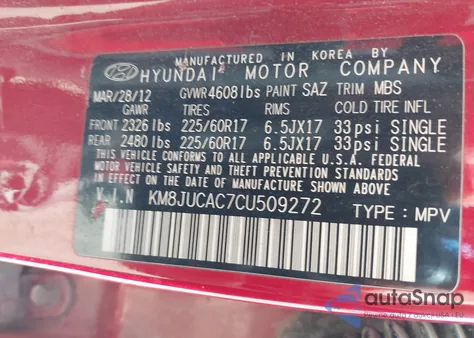 MANUFACTURED IN KOREA BY
HYUNDAI MOTOR COMPANY
MAR/28/12 GVWR 4608lbs PAINT SAZ TRIM MBS
GAWR TIRES RIMS COLD TIRE INFL
FRONT 2326 lbs 225/60R17 6.5JX17 33psi SINGLE
REAR 2480 lbs 225/60R17 6.5JX17 33psi SINGLE
THIS VEHICLE CONFORMS TO ALL APPLICABLE U.S.A. FEDERAL
MOTOR VEHICLE SAFETY AND THEFT PREVENTION STANDARDS
IN EFFECT ON THE DATE OF MANUFACTURE SHOWN ABOVE.
V.I.N KM8JUCAC7CU509272 TYPE : MPV
autaSnap